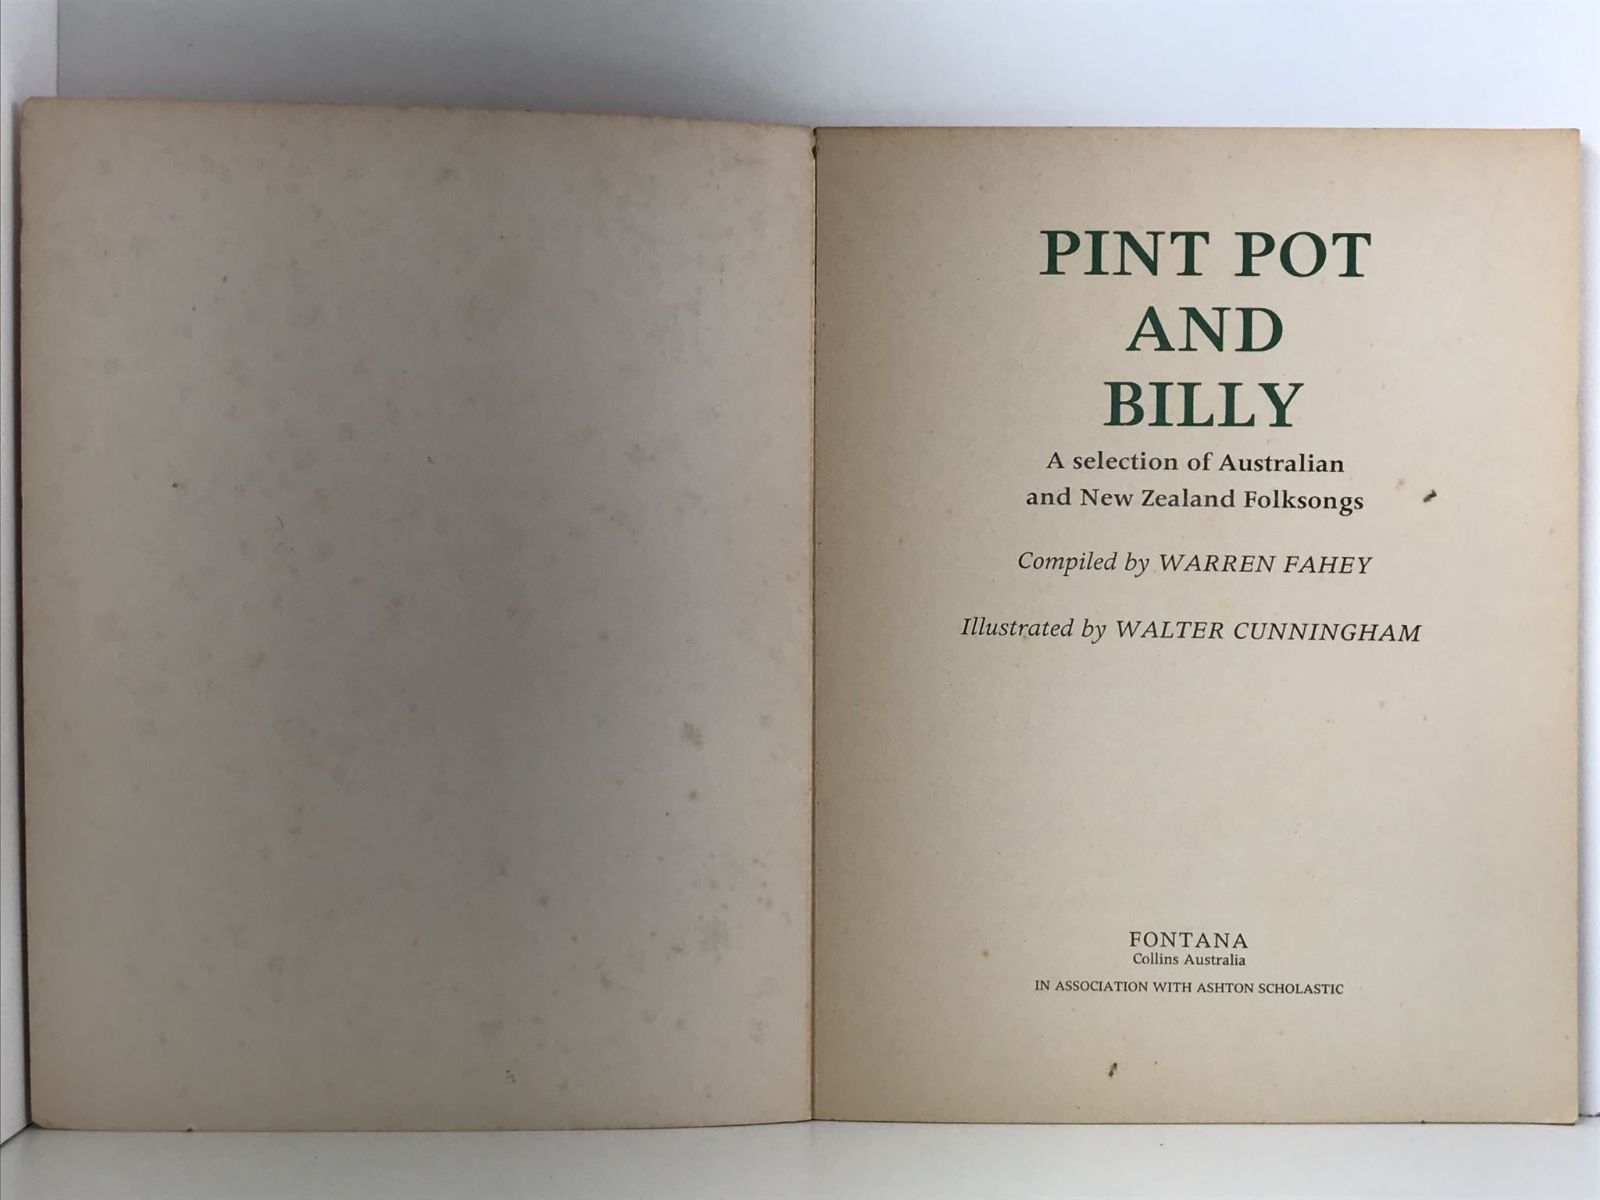 PINT POT
AND
BILLY
A selection of Australian
and New Zealand Folksongs
Compiled by WARREN FAHEY
Illustrated by WALTER CUNNINGHAM
FONTANA
Collins Australia
IN ASSOCIATION WITH ASHTON SCHOLASTIC